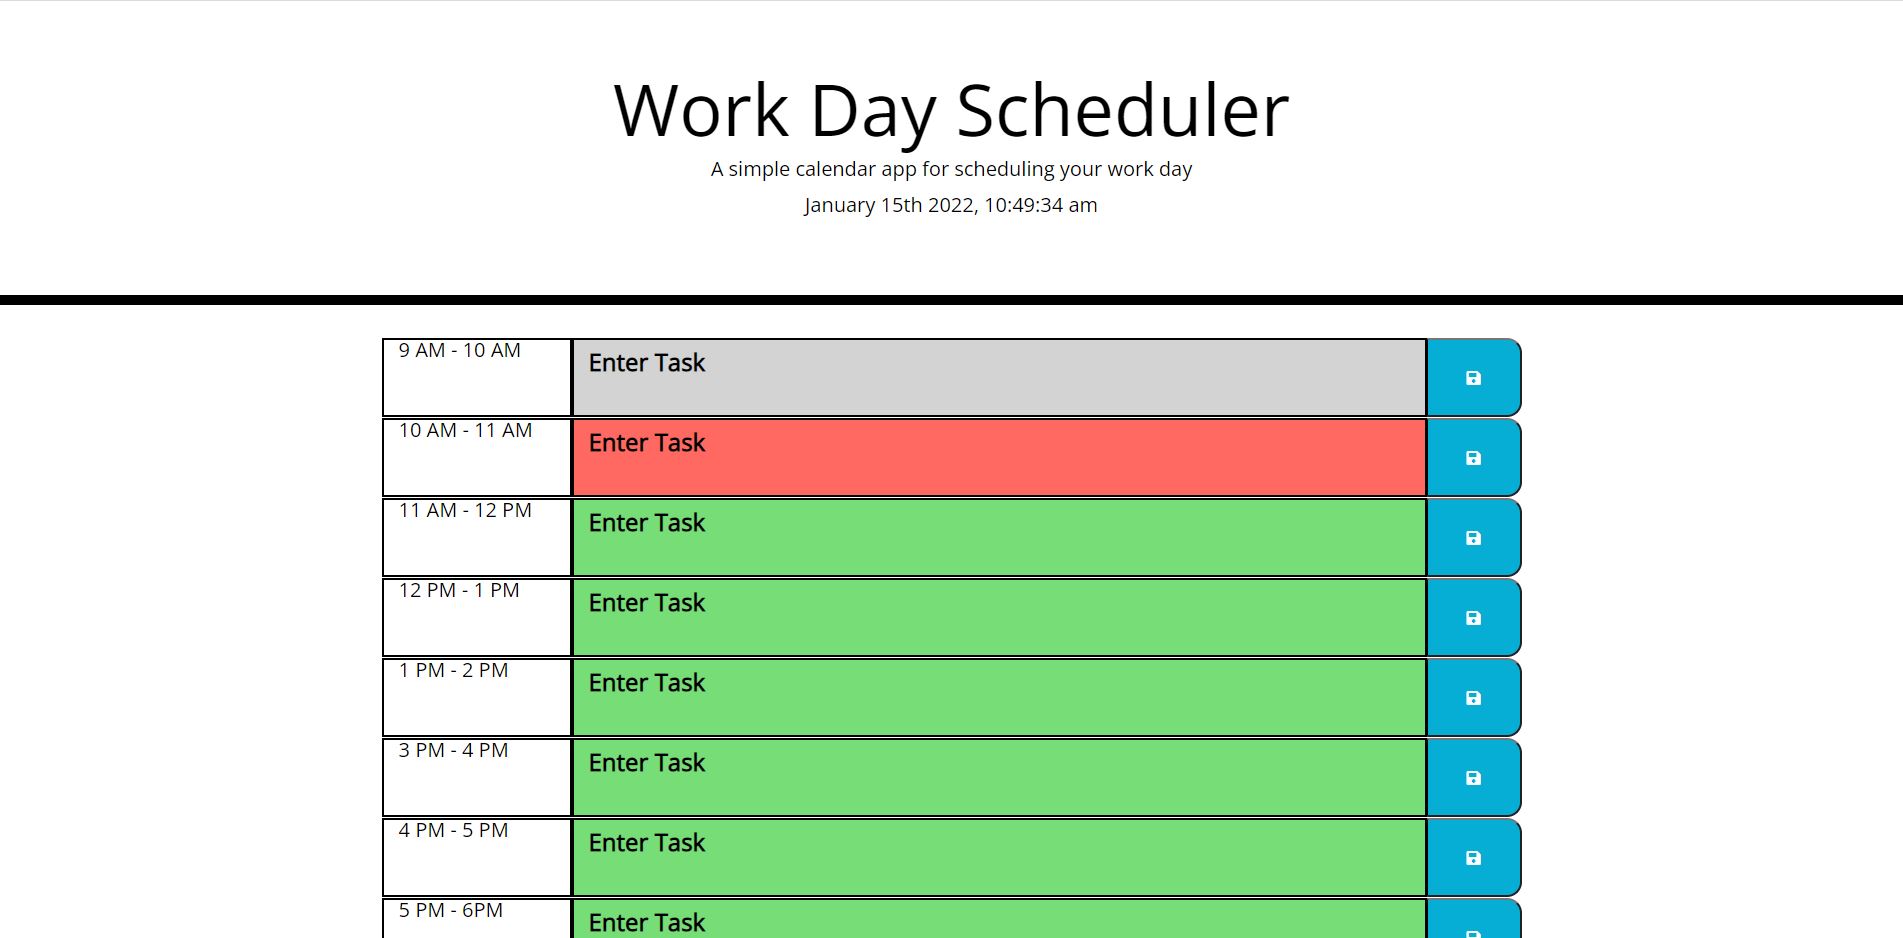 Work Day Scheduler
A simple calendar app for scheduling your work day
January 15th 2022, 10:49:34 am
9 AM - 10 AM
Enter Task
10 AM - 11 AM
Enter Task
11 AM - 12 PM
Enter Task
12 PM - 1 PM
Enter Task
1 PM - 2 PM
Enter Task
3 PM - 4 PM
Enter Task
4 PM - 5 PM
Enter Task
5 PM - 6PM
Enter Task